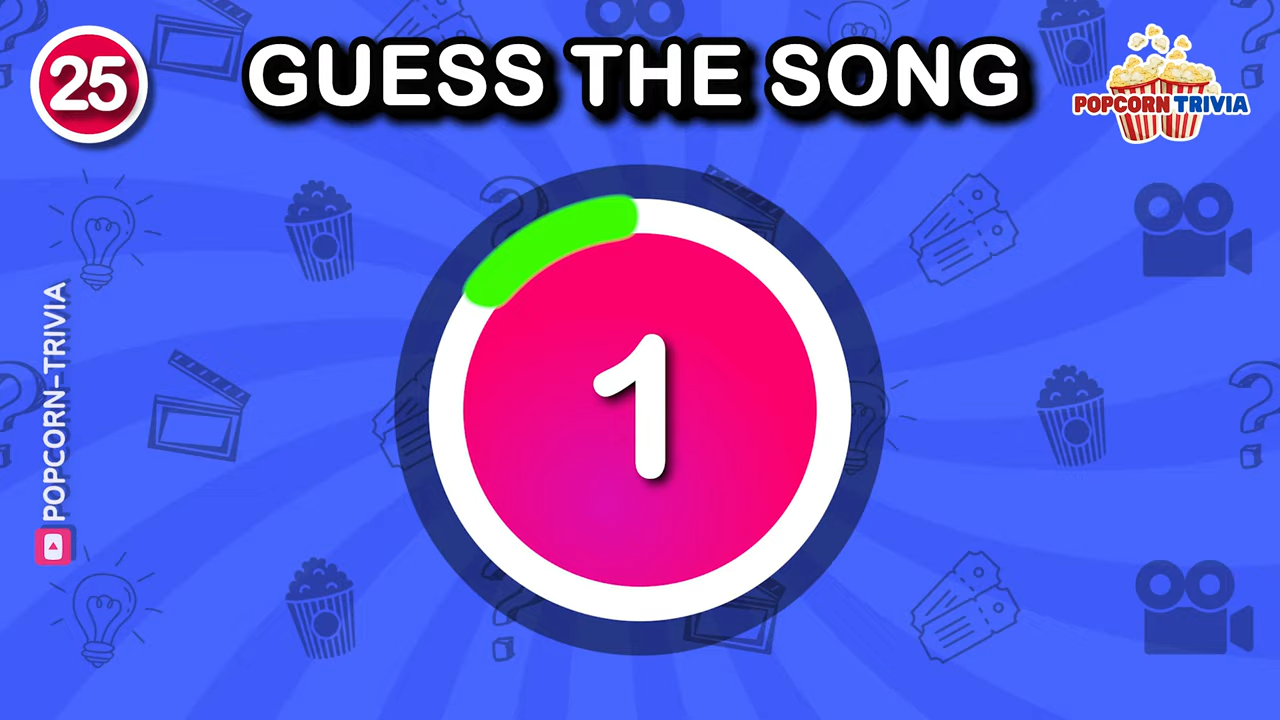 25
GUESS THE SONG
POPCORN TRIVIA
1
POPCORN-TRIVIA